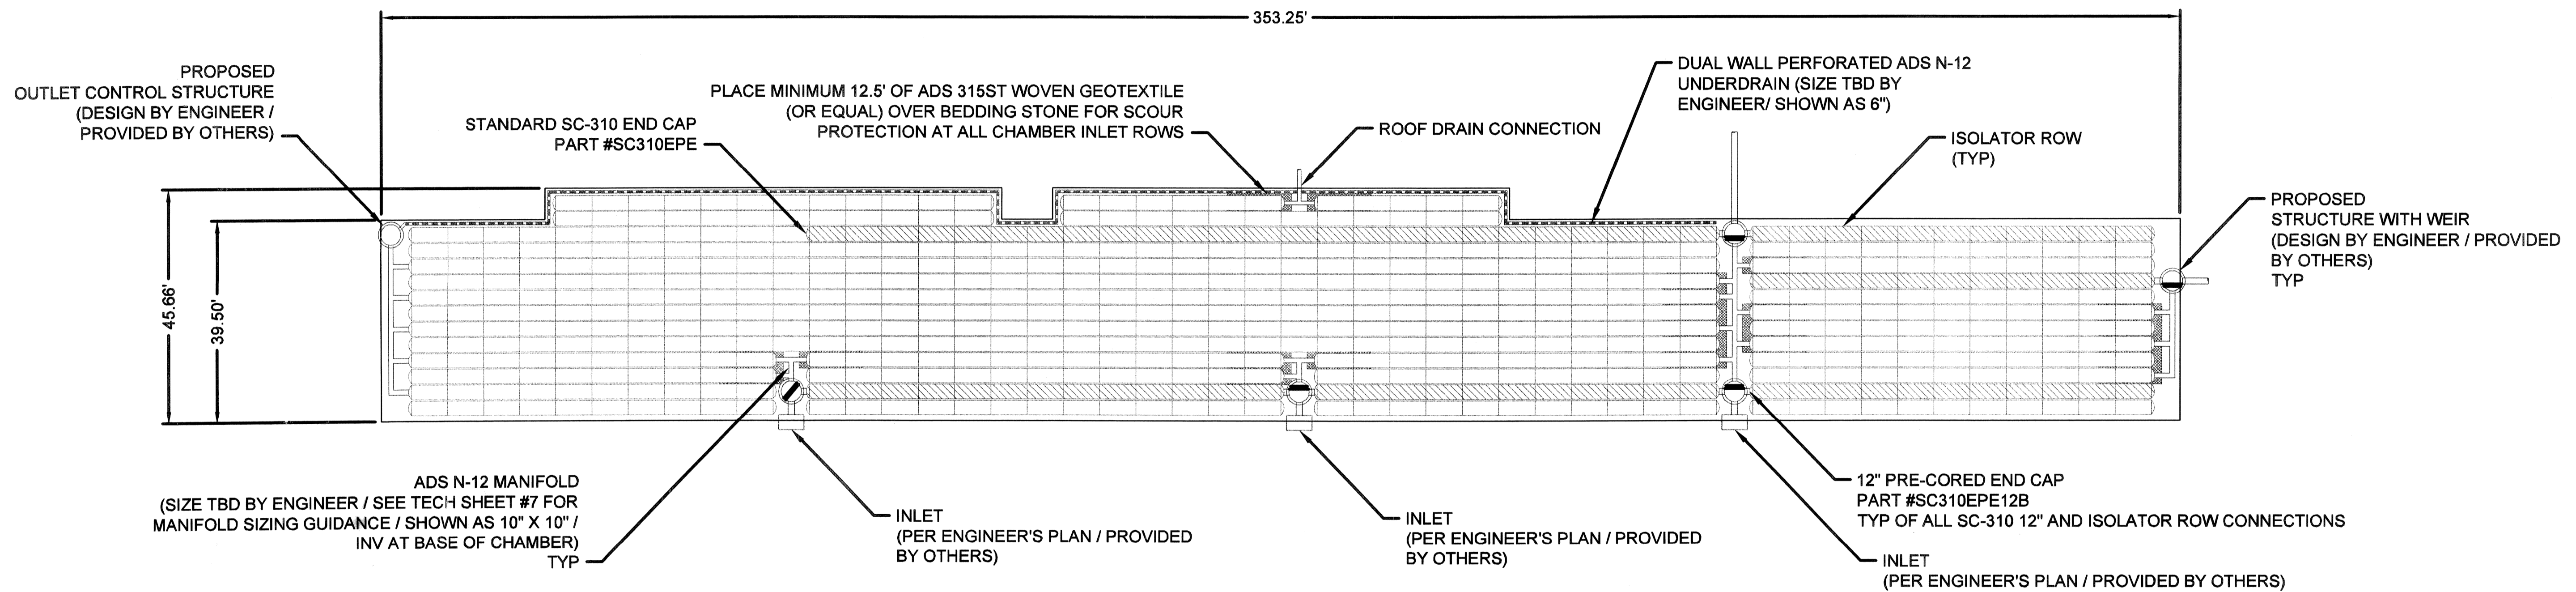 353.25'
PROPOSED
OUTLET CONTROL STRUCTURE
(DESIGN BY ENGINEER /
PROVIDED BY OTHERS)
STANDARD SC-310 END CAP
PART #SC310EPE
PLACE MINIMUM 12.5' OF ADS 315ST WOVEN GEOTEXTILE
(OR EQUAL) OVER BEDDING STONE FOR SCOUR
PROTECTION AT ALL CHAMBER INLET ROWS
ROOF DRAIN CONNECTION
DUAL WALL PERFORATED ADS N-12
UNDERDRAIN (SIZE TBD BY
ENGINEER/ SHOWN AS 6")
ISOLATOR ROW
(TYP)
PROPOSED
STRUCTURE WITH WEIR
(DESIGN BY ENGINEER / PROVIDED
BY OTHERS)
TYP
45.66'
39.50'
ADS N-12 MANIFOLD
(SIZE TBD BY ENGINEER / SEE TECH SHEET #7 FOR
MANIFOLD SIZING GUIDANCE / SHOWN AS 10" X 10" /
INV AT BASE OF CHAMBER)
TYP
INLET
(PER ENGINEER'S PLAN / PROVIDED
BY OTHERS)
INLET
(PER ENGINEER'S PLAN / PROVIDED
BY OTHERS)
12" PRE-CORED END CAP
PART #SC310EPE12B
TYP OF ALL SC-310 12" AND ISOLATOR ROW CONNECTIONS
INLET
(PER ENGINEER'S PLAN / PROVIDED BY OTHERS)